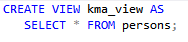 CREATE VIEW kma_view AS
SELECT * FROM persons;